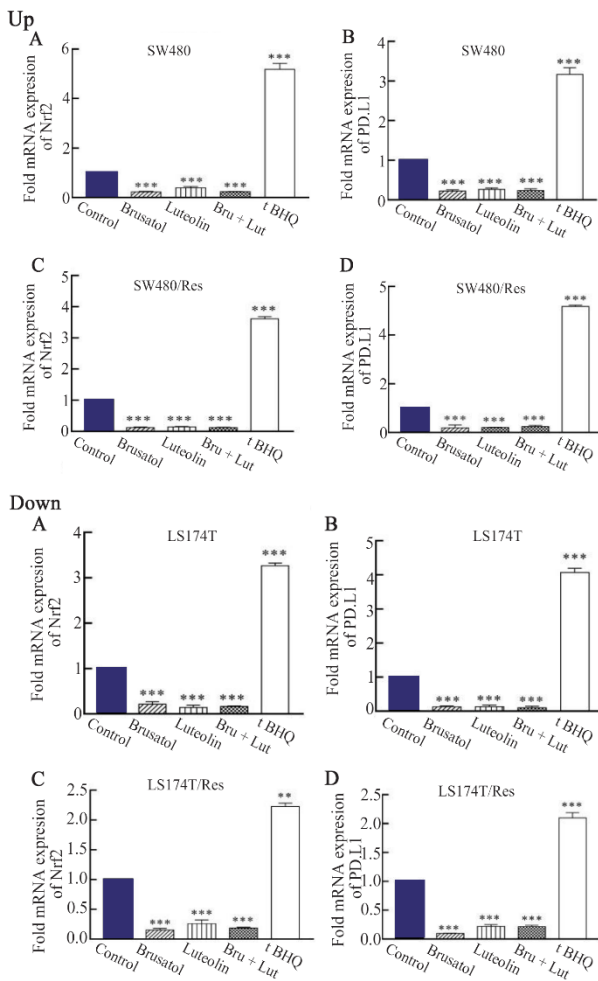 Up
A
SW480
Fold mRNA expresion
of Nrf2
6
4
2
0
***
***
***
***
Control
Brusatol
Luteolin
Bru + Lut
t BHQ
B
SW480
Fold mRNA expresion
of PD.L1
4
3
2
1
0
***
***
***
***
Control
Brusatol
Luteolin
Bru + Lut
t BHQ
C
SW480/Res
Fold mRNA expresion
of Nrf2
5
4
3
2
1
0
***
***
***
***
Control
Brusatol
Luteolin
Bru + Lut
t BHQ
D
SW480/Res
Fold mRNA expresion
of PD.L1
5
4
2
0
***
***
***
***
Control
Brusatol
Luteolin
Bru + Lut
t BHQ
Down
A
LS174T
Fold mRNA expresion
of Nrf2
4
3
2
1
0
***
***
***
***
Control
Brusatol
Luteolin
Bru + Lut
t BHQ
B
LS174T
Fold mRNA expresion
of PD.L1
5
4
3
2
1
0
***
***
***
***
Control
Brusatol
Luteolin
Bru + Lut
t BHQ
C
LS174T/Res
Fold mRNA expresion
of Nrf2
2.5
2.0
1.5
1.0
0.5
0.0
***
***
***
**
Control
Brusatol
Luteolin
Bru + Lut
t BHQ
D
LS174T/Res
Fold mRNA expresion
of PD.L1
2.5
2.0
1.5
1.0
0.5
0.0
***
***
***
***
Control
Brusatol
Luteolin
Bru + Lut
t BHQ